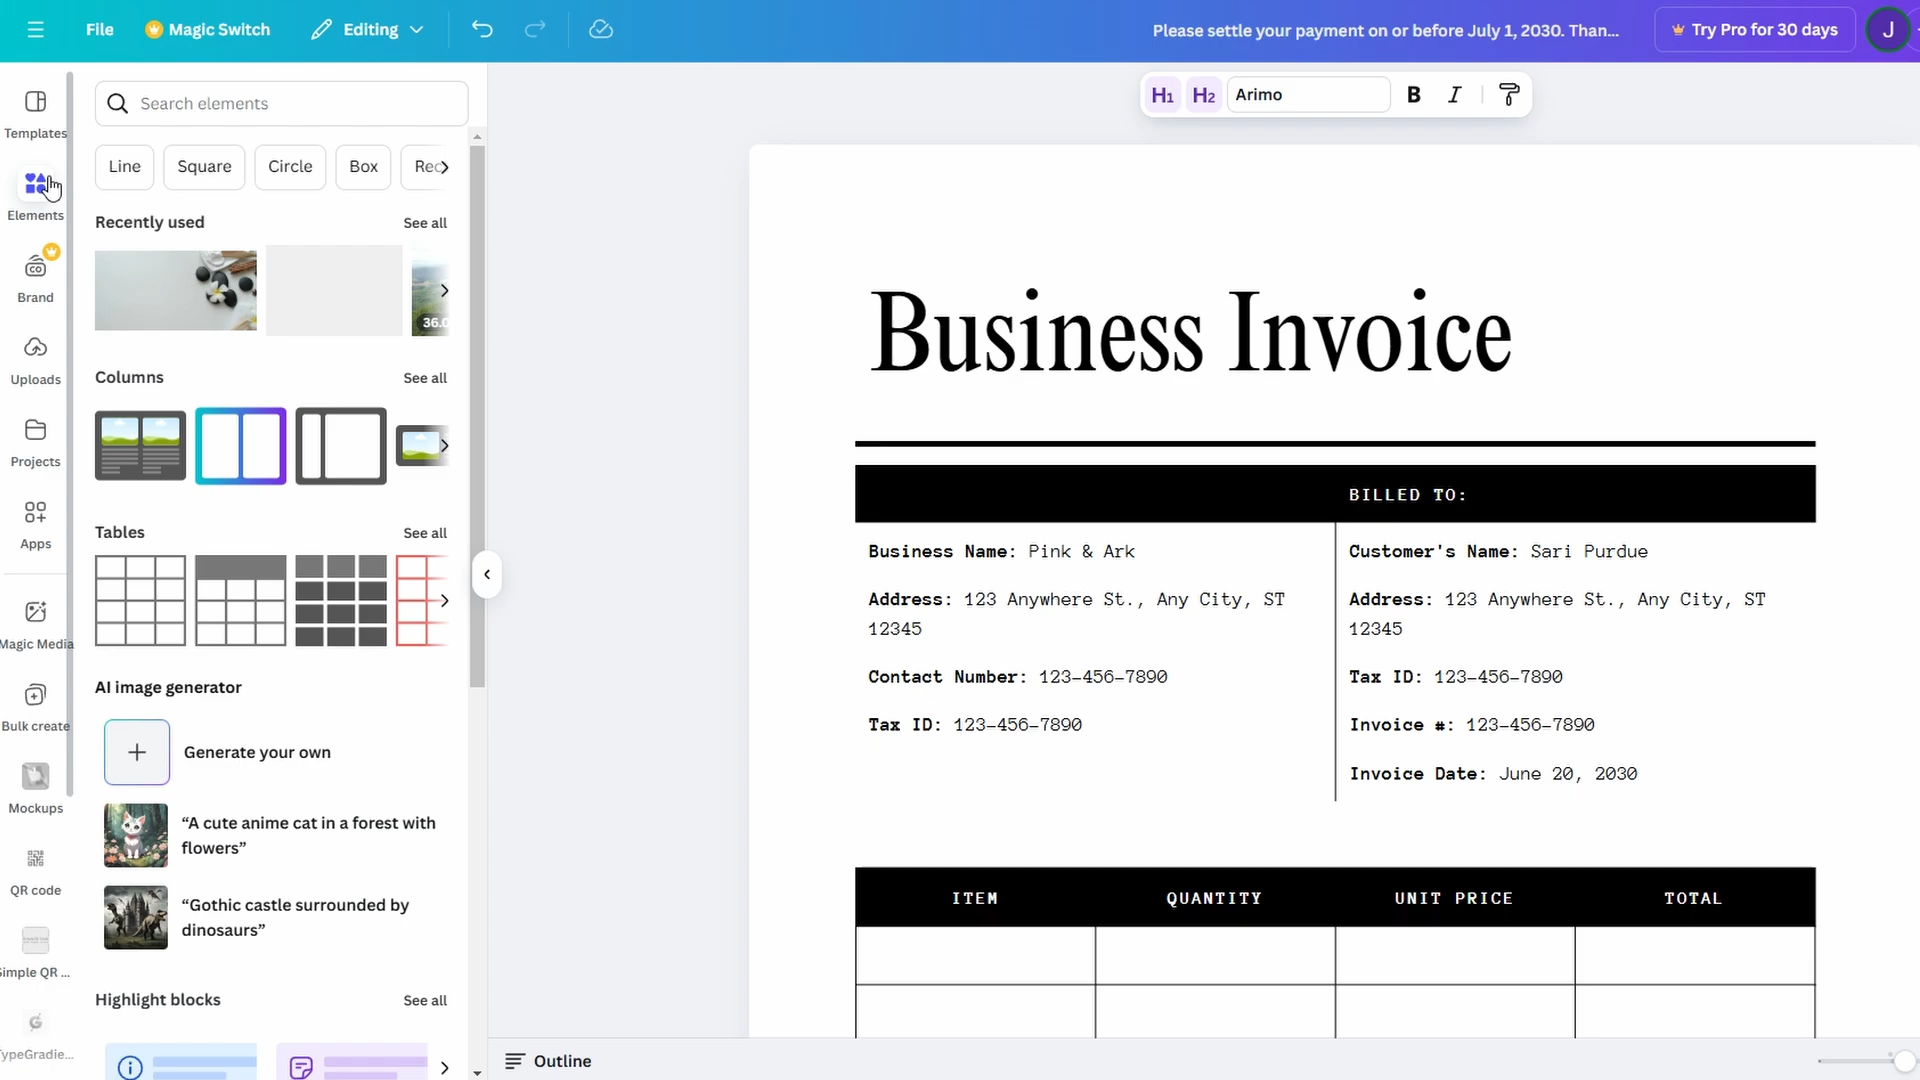 File
Magic Switch
Editing
Please settle your payment on or before July 1, 2030. Than...
Try Pro for 30 days
J
Templates
Elements
Brand
Uploads
Projects
Apps
Magic Media
Bulk create
Mockups
QR code
Simple QR ...
TypeGradie...
Search elements
Line
Square
Circle
Box
Rec
Recently used
See all
36.0
Columns
See all
Tables
See all
AI image generator
Generate your own
“A cute anime cat in a forest with
flowers”
“Gothic castle surrounded by
dinosaurs”
Highlight blocks
See all
H1
H2
Arimo
B
I
Business Invoice
BILLED TO:
Business Name: Pink & Ark
Address: 123 Anywhere St., Any City, ST
12345
Contact Number: 123-456-7890
Tax ID: 123-456-7890
Customer's Name: Sari Purdue
Address: 123 Anywhere St., Any City, ST
12345
Tax ID: 123-456-7890
Invoice #: 123-456-7890
Invoice Date: June 20, 2030
ITEM
QUANTITY
UNIT PRICE
TOTAL
Outline